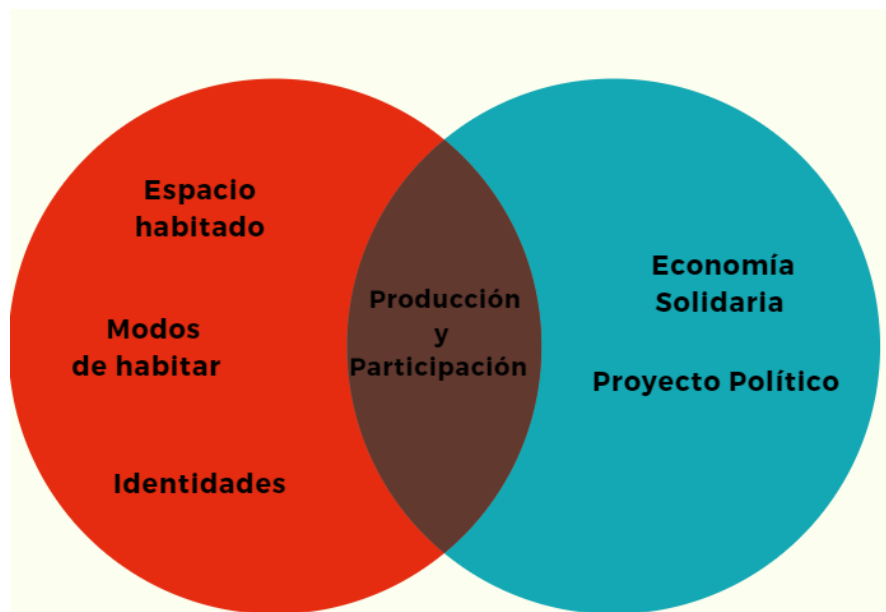 Espacio
habitado
Modos
de habitar
Identidades
Producción
y
Participación
Economía
Solidaria
Proyecto Político